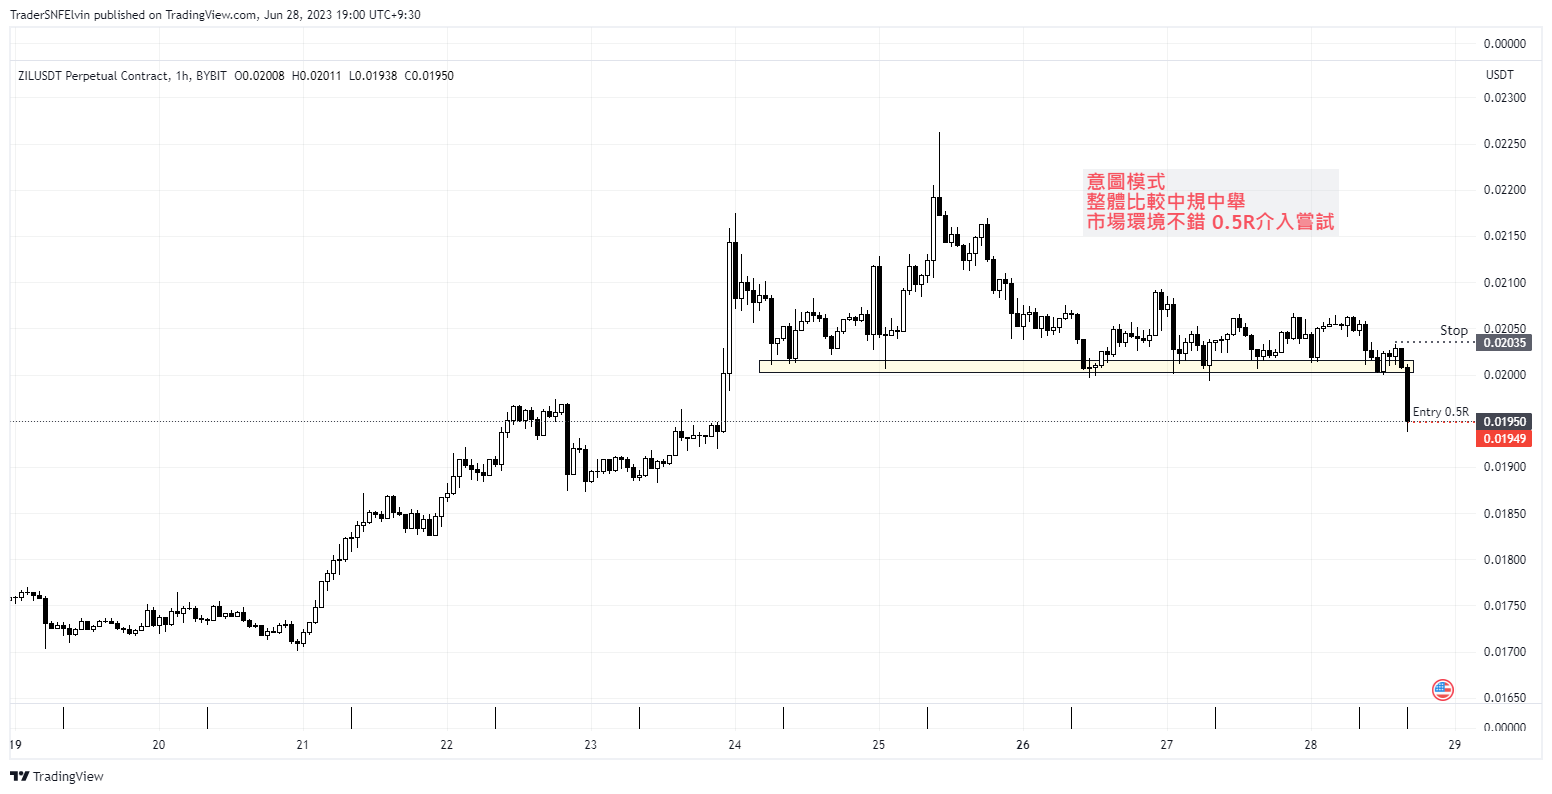 TraderSNFElvin published on TradingView.com, Jun 28, 2023 19:00 UTC+9:30
0.00000
ZILUSDT Perpetual Contract, 1h, BYBIT O0.02008 H0.02011 L0.01938 C0.01950
USDT
0.02300
0.02250
意圖模式
整體比較中規中舉
市場環境不錯 0.5R介入嘗試
0.02200
0.02150
0.02100
0.02050
Stop
0.02035
0.02000
Entry 0.5R
0.01950
0.01949
0.01900
0.01850
0.01800
0.01750
0.01700
0.01650
0.00000
19 20 21 22 23 24 25 26 27 28 29
TradingView